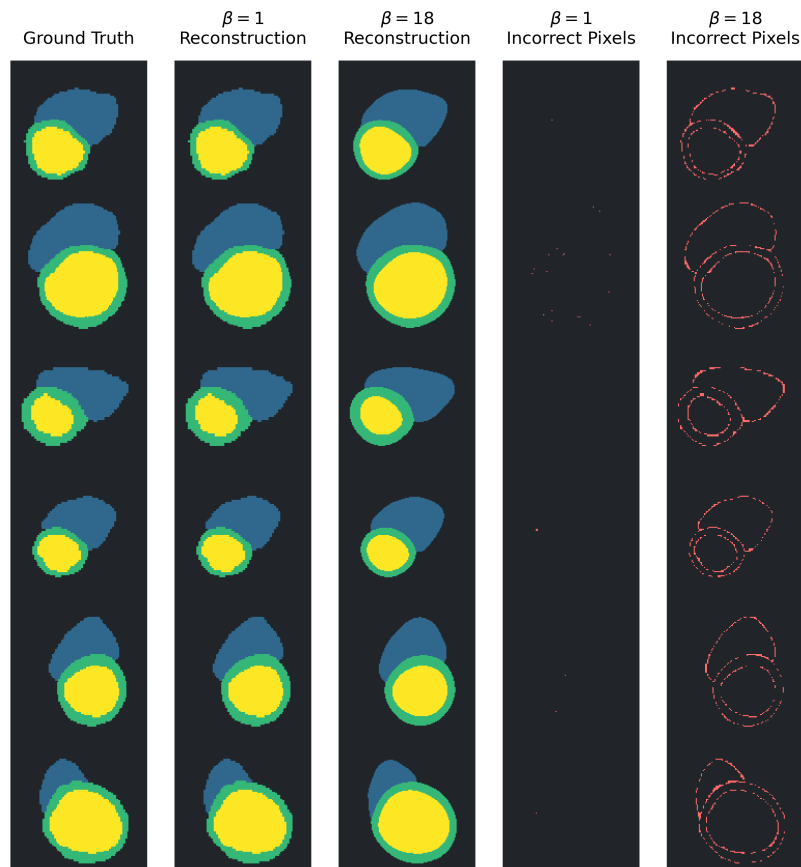 Ground Truth
β = 1
Reconstruction
β = 18
Reconstruction
β = 1
Incorrect Pixels
β = 18
Incorrect Pixels